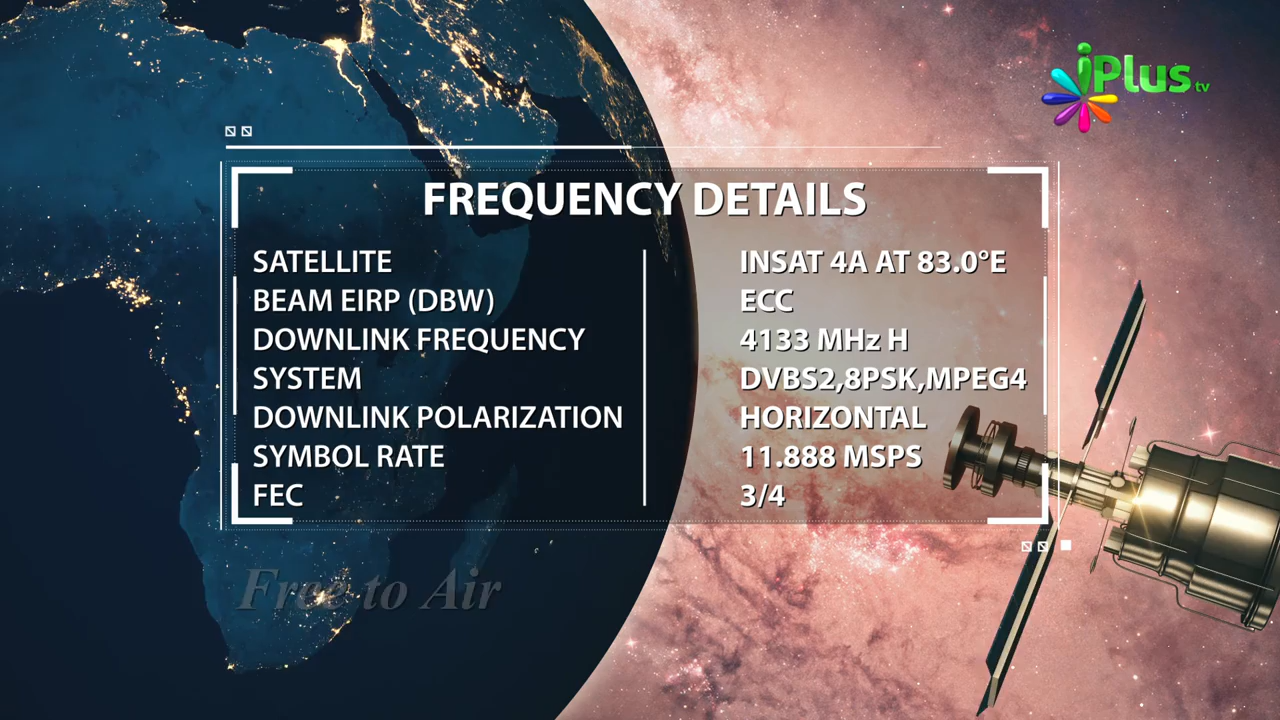 iPlus tv
FREQUENCY DETAILS
SATELLITE INSAT 4A AT 83.0°E
BEAM EIRP (DBW) ECC
DOWNLINK FREQUENCY 4133 MHz H
SYSTEM DVBS2,8PSK,MPEG4
DOWNLINK POLARIZATION HORIZONTAL
SYMBOL RATE 11.888 MSPS
FEC 3/4
Free to Air